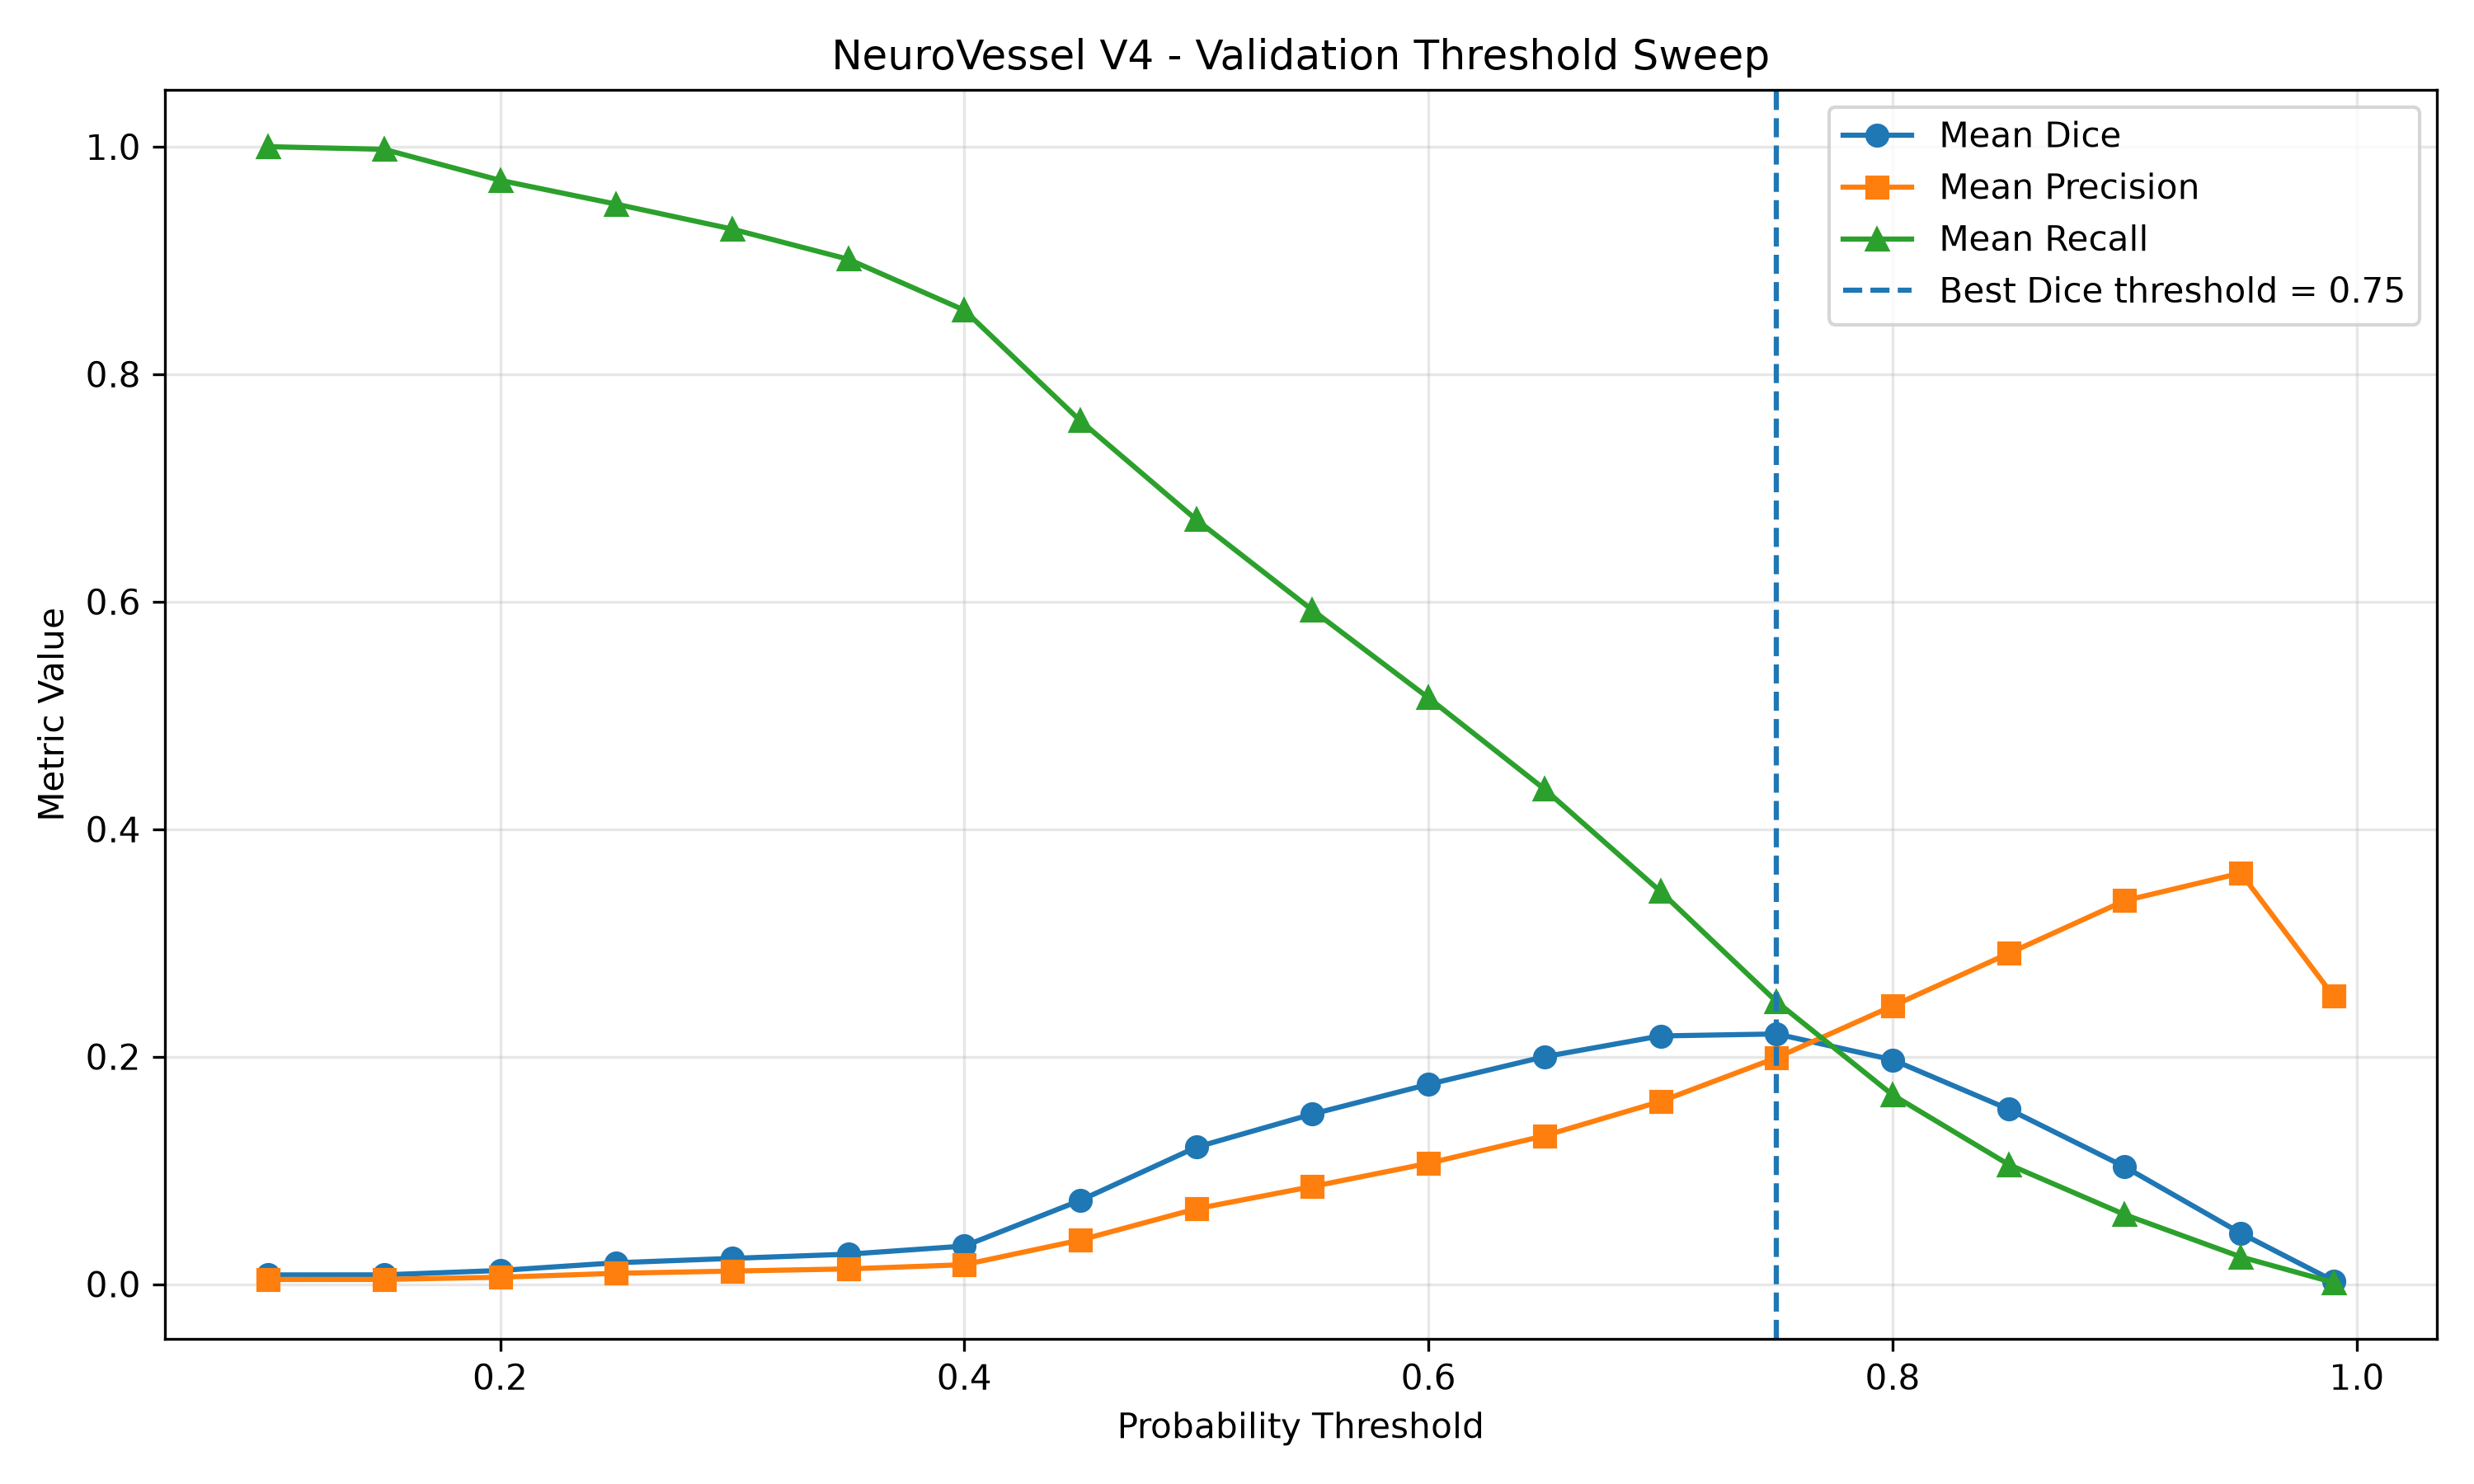 NeuroVessel V4 - Validation Threshold Sweep
Mean Dice
Mean Precision
Mean Recall
Best Dice threshold = 0.75
Metric Value
1.0
0.8
0.6
0.4
0.2
0.0
0.2
0.4
0.6
0.8
1.0
Probability Threshold